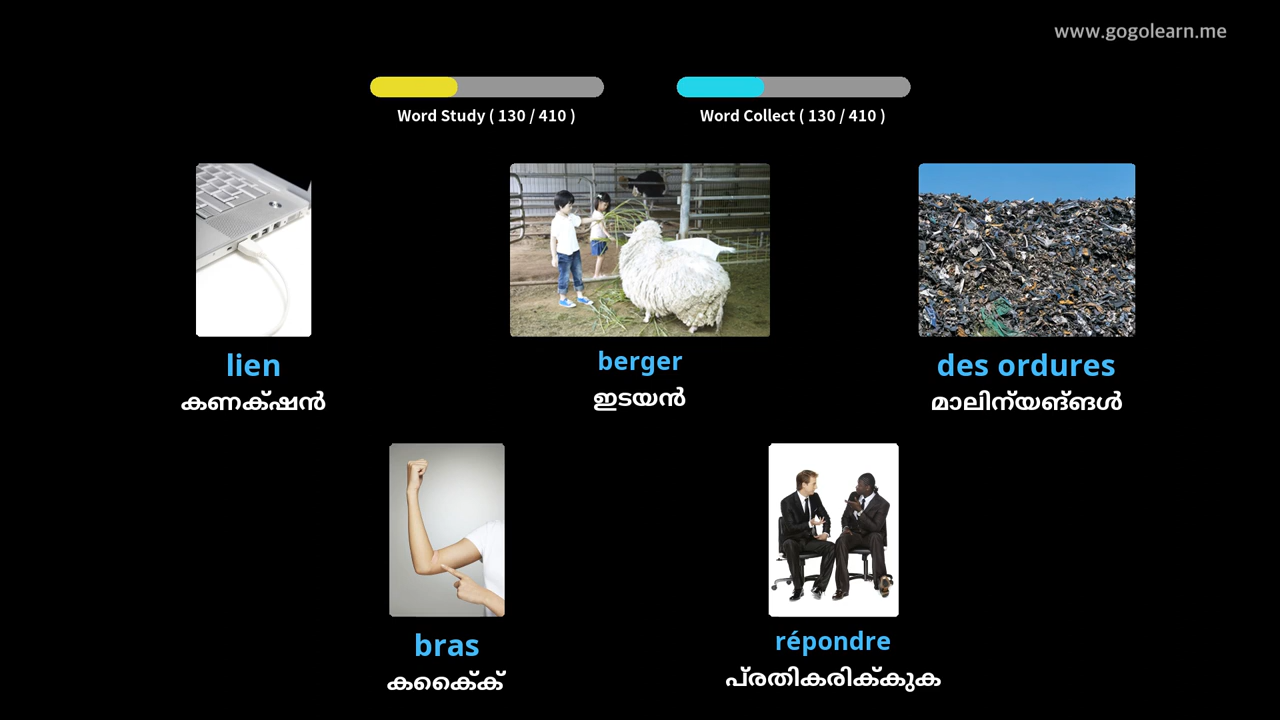 www.gogolearn.me
Word Study ( 130 / 410 )
Word Collect ( 130 / 410 )
lien
കണക്ഷൻ
berger
ഇടയൻ
des ordures
മാലിന്യങ്ങൾ
bras
കക്കൈ
répondre
പ്രതികരിക്കുക